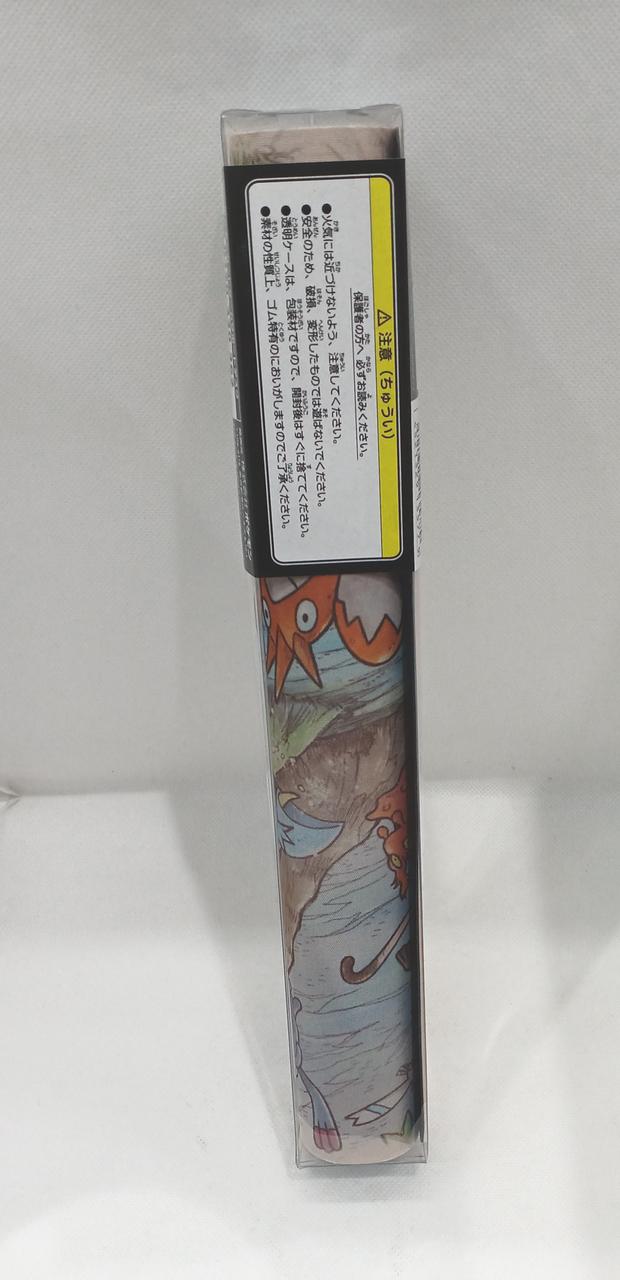 ⚠ 注意（ちゅうい）
保護者の方へ 必ずお読みください。
●火気には近づけないよう、注意してください。
●安全のため、破損、変形したものでは遊ばないでください。
●透明ケースは、包装材ですので、開封後はすぐに捨ててください。
●素材の性質上、ゴム特有のにおいがしますのでご了承ください。